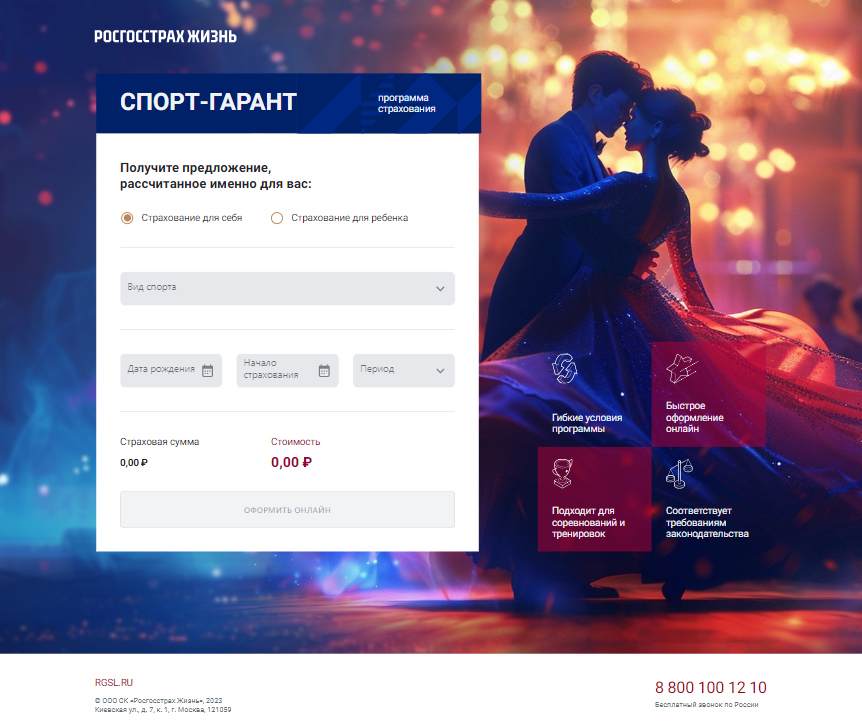 РОСГОССТРАХ ЖИЗНЬ
СПОРТ-ГАРАНТ
программа
страхования
Получите предложение,
рассчитанное именно для вас:
Страхование для себя
Страхование для ребенка
Вид спорта
Дата рождения
Начало
страхования
Период
Страховая сумма
Стоимость
0,00 ₽
0,00 ₽
ОФОРМИТЬ ОНЛАЙН
Гибкие условия
программы
Быстрое
оформление
онлайн
Подходит для
соревнований и
тренировок
Соответствует
требованиям
законодательства
RGSL.RU
© ООО СК «Росгосстрах Жизнь», 2023
Киевская ул., д. 7, к. 1, г. Москва, 121059
8 800 100 12 10
Бесплатный звонок по России